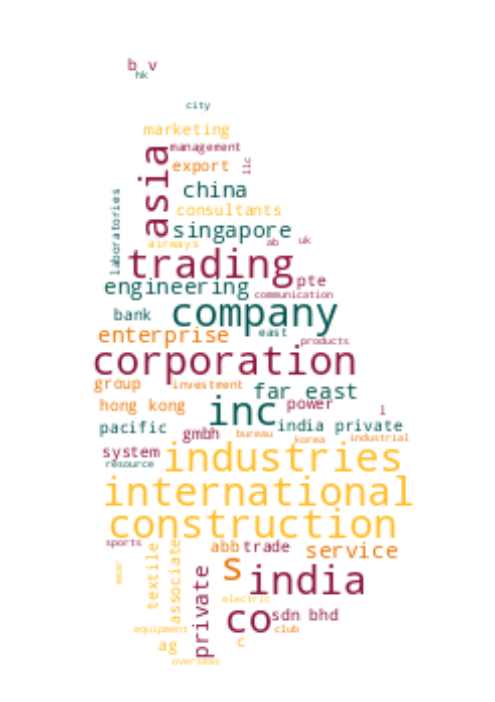 b v
hk
city
marketing
management
asia
export
llc
china
laboratories
consultants
singapore
airways
ab
uk
trading
engineering
pte
communication
company
bank
east
enterprise
products
corporation
group
investment
far east
hong kong
inc
power
l
pacific
gmbh
bureau
india private
korea
industrial
system
resource
industries
international
construction
sports
abb
trade
service
textile
associate
private
s
india
electric
co
sdn bhd
equipment
club
ag
c
overseas